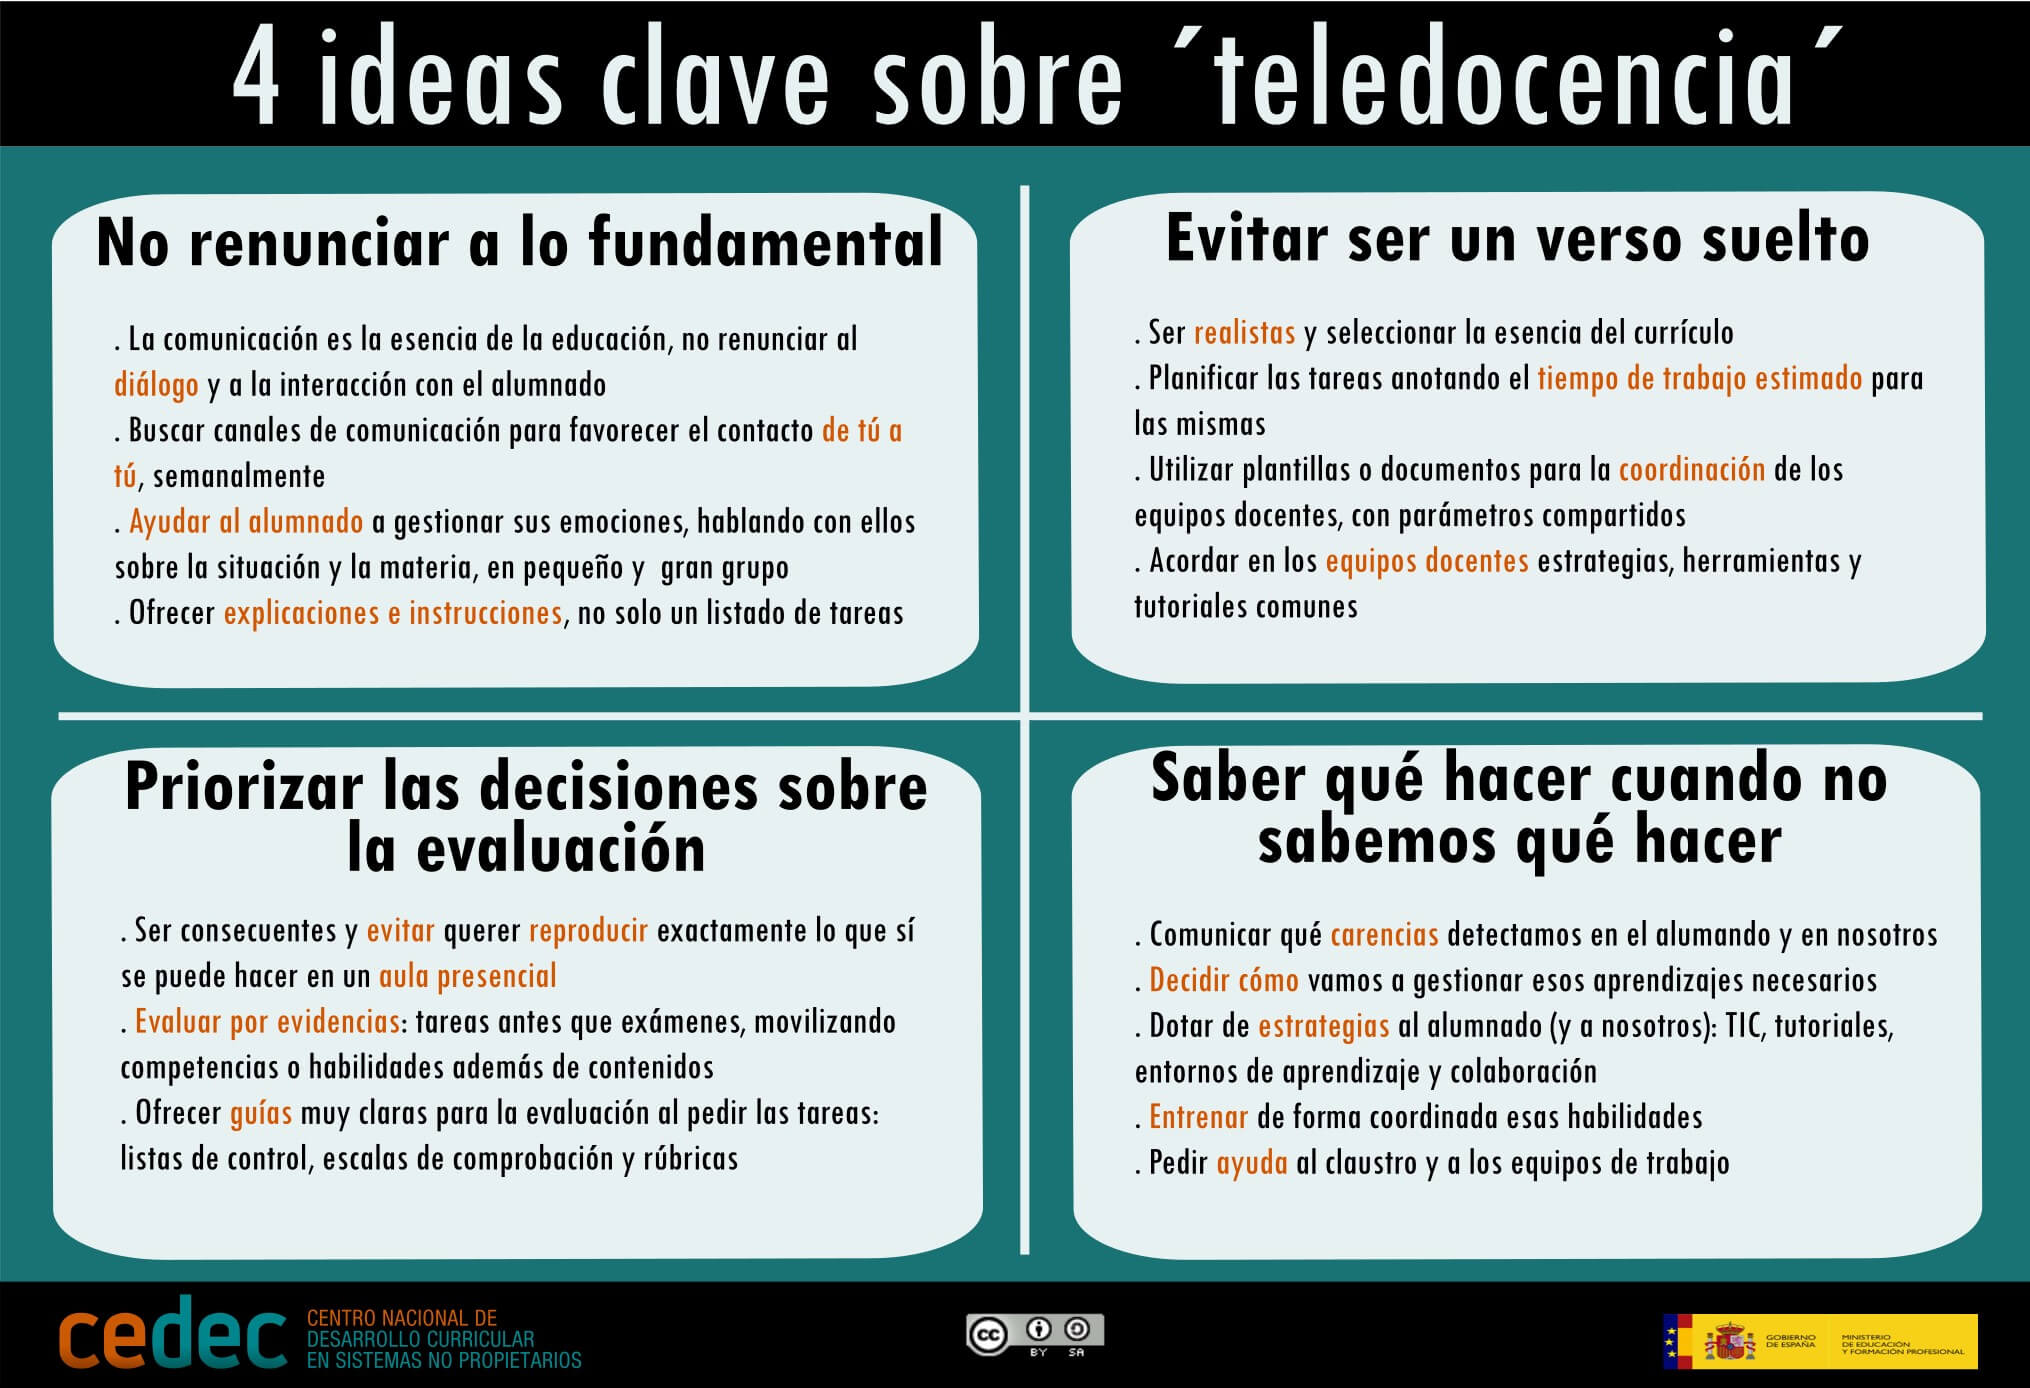 4 ideas clave sobre ´teledocencia´
No renunciar a lo fundamental
. La comunicación es la esencia de la educación, no renunciar al
diálogo y a la interacción con el alumnado
. Buscar canales de comunicación para favorecer el contacto de tú a
tú, semanalmente
. Ayudar al alumnado a gestionar sus emociones, hablando con ellos
sobre la situación y la materia, en pequeño y gran grupo
. Ofrecer explicaciones e instrucciones, no solo un listado de tareas
Evitar ser un verso suelto
. Ser realistas y seleccionar la esencia del currículo
. Planificar las tareas anotando el tiempo de trabajo estimado para
las mismas
. Utilizar plantillas o documentos para la coordinación de los
equipos docentes, con parámetros compartidos
. Acordar en los equipos docentes estrategias, herramientas y
tutoriales comunes
Priorizar las decisiones sobre
la evaluación
. Ser consecuentes y evitar querer reproducir exactamente lo que sí
se puede hacer en un aula presencial
. Evaluar por evidencias: tareas antes que exámenes, movilizando
competencias o habilidades además de contenidos
. Ofrecer guías muy claras para la evaluación al pedir las tareas:
listas de control, escalas de comprobación y rúbricas
Saber qué hacer cuando no
sabemos qué hacer
. Comunicar qué carencias detectamos en el alumando y en nosotros
. Decidir cómo vamos a gestionar esos aprendizajes necesarios
. Dotar de estrategias al alumnado (y a nosotros): TIC, tutoriales,
entornos de aprendizaje y colaboración
. Entrenar de forma coordinada esas habilidades
. Pedir ayuda al claustro y a los equipos de trabajo
cedec
CENTRO NACIONAL DE
DESARROLLO CURRICULAR
EN SISTEMAS NO PROPIETARIOS
cc
BY SA
GOBIERNO
DE ESPAÑA
MINISTERIO
DE EDUCACIÓN
Y FORMACIÓN PROFESIONAL